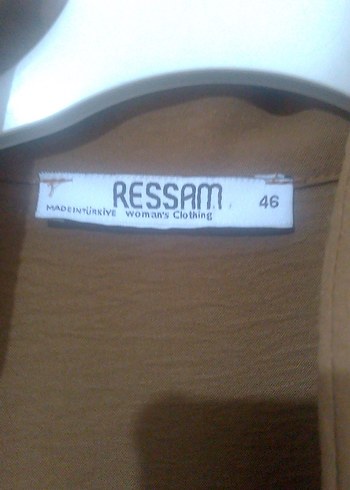 RESSAM 46
MADE IN TÜRKİYE Woman's Clothing